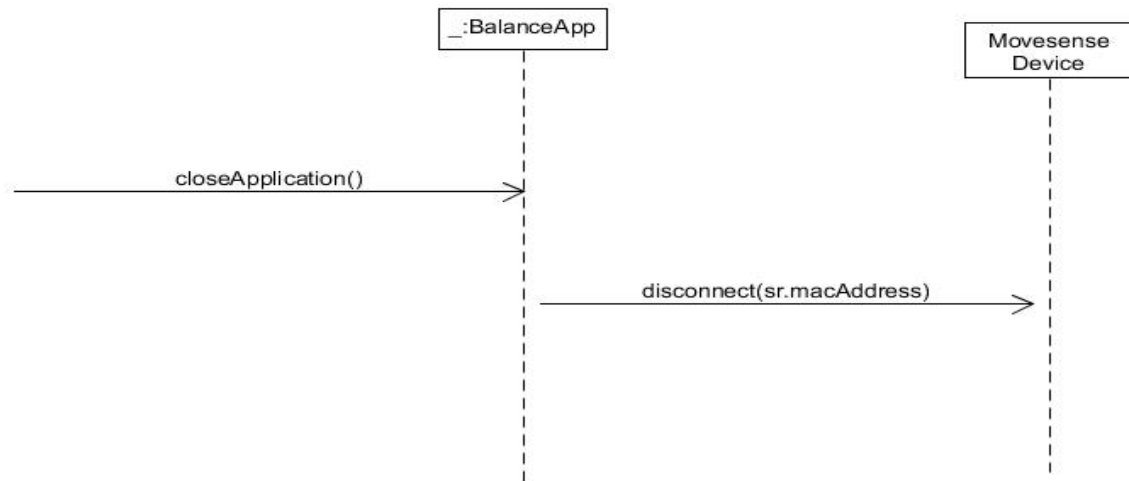 _:BalanceApp
Movesense
Device
closeApplication()
disconnect(sr.macAddress)